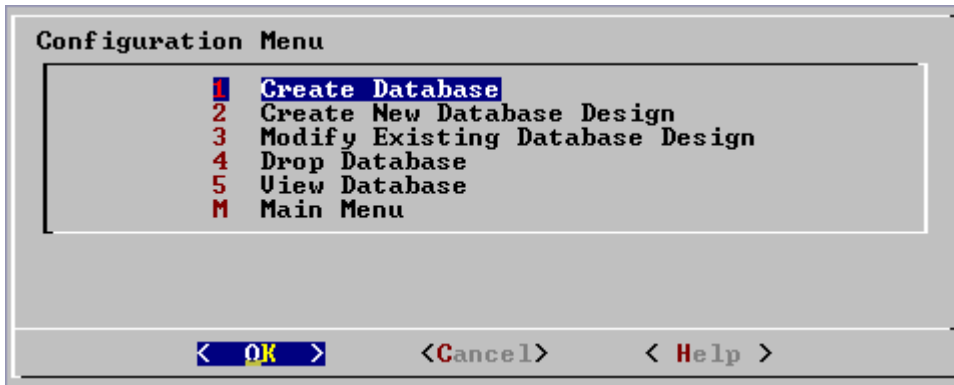 Configuration Menu
1 Create Database
2 Create New Database Design
3 Modify Existing Database Design
4 Drop Database
5 View Database
M Main Menu
< OK > <Cancel> < Help >